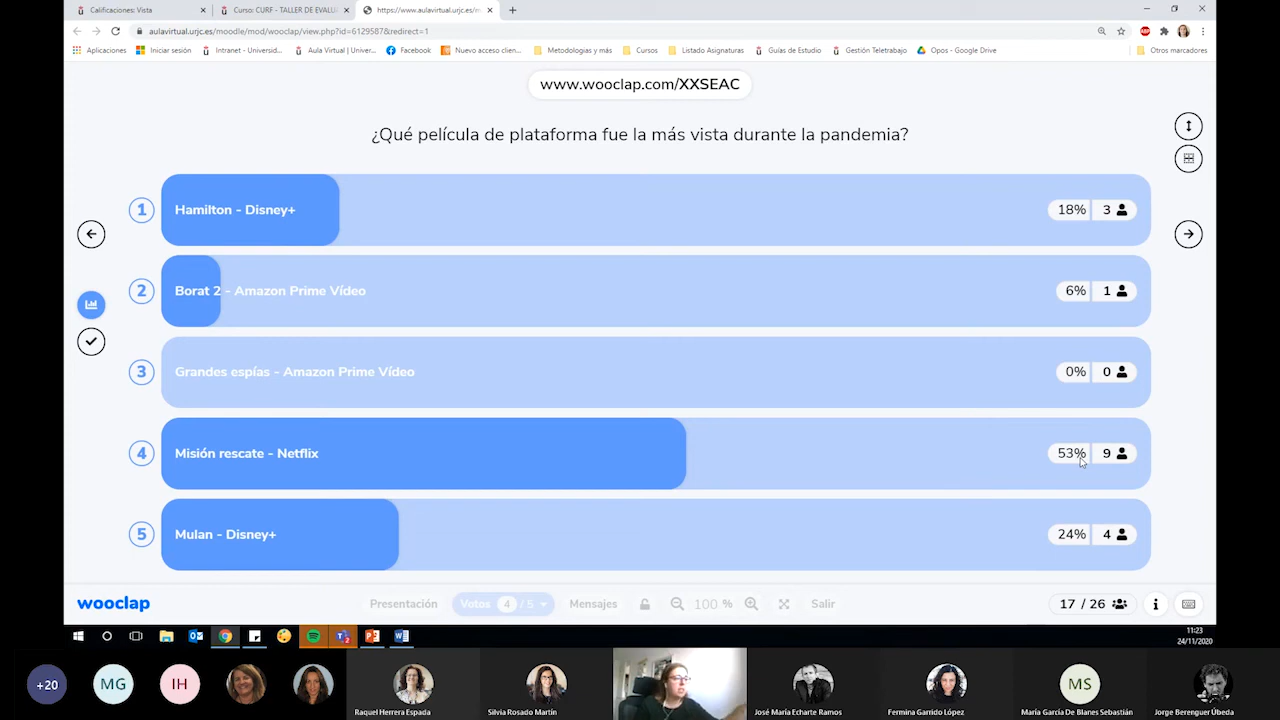 Calificaciones: Vista
Curso: CURF - TALLER DE EVALU
https://www.aulavirtual.urjc.es/m
aulavirtual.urjc.es/moodle/mod/wooclap/view.php?id=6129587&redirect=1
Aplicaciones
Iniciar sesión
Intranet - Universid...
Aula Virtual | Univer...
Facebook
Nuevo acceso clien...
Metodologías y más
Cursos
Listado Asignaturas
Guías de Estudio
Gestión Teletrabajo
Opos - Google Drive
Otros marcadores
www.wooclap.com/XXSEAC
¿Qué película de plataforma fue la más vista durante la pandemia?
1 Hamilton - Disney+ 18% 3
2 Borat 2 - Amazon Prime Vídeo 6% 1
3 Grandes espías - Amazon Prime Vídeo 0% 0
4 Misión rescate - Netflix 53% 9
5 Mulan - Disney+ 24% 4
wooclap
Presentación
Votos 4 / 5
Mensajes
100 %
Salir
17 / 26
11:23
24/11/2020
+20
MG
IH
Raquel Herrera Espada
Silvia Rosado Martín
José María Echarte Ramos
Fermina Garrido López
MS
María García De Blanes Sebastián
Jorge Berenguer Úbeda